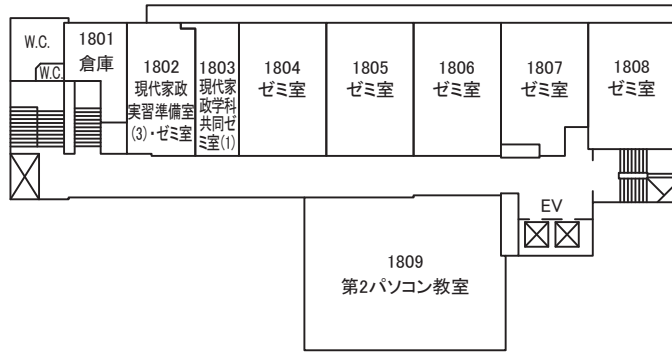 W.C.
W.C.
1801
倉庫
1802
現代家政
実習準備室
(3)・ゼミ室
1803
現代家
政学科
共同ゼ
ミ室(1)
1804
ゼミ室
1805
ゼミ室
1806
ゼミ室
1807
ゼミ室
1808
ゼミ室
EV
1809
第2パソコン教室